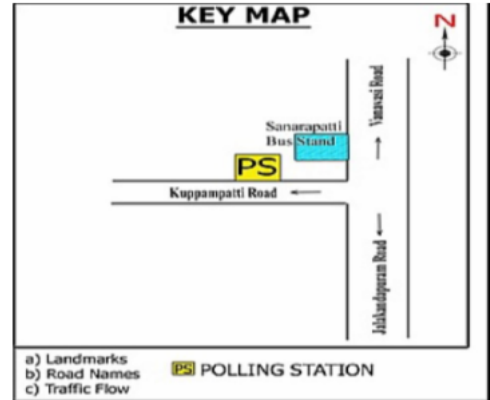 KEY MAP
N
Vanavasi Road
Sanarapatti
Bus Stand
PS
Kuppampatti Road
Jalakandapuram Road
a) Landmarks
b) Road Names
c) Traffic Flow
PS POLLING STATION